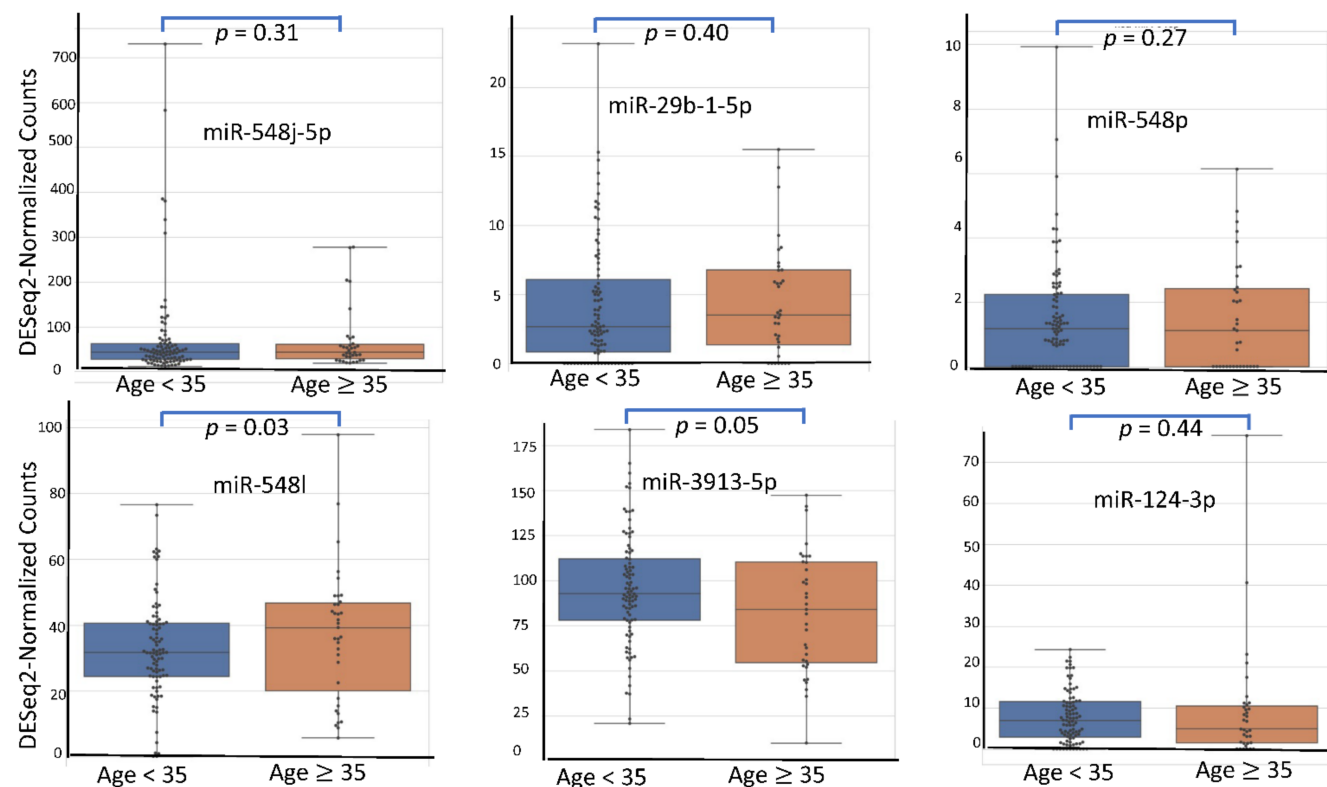 p = 0.31
miR-548j-5p
DESeq2-Normalized Counts
700
600
500
400
300
200
100
0
Age < 35
Age ≥ 35
p = 0.40
miR-29b-1-5p
20
15
10
5
0
Age < 35
Age ≥ 35
p = 0.27
miR-548p
10
8
6
4
2
0
Age < 35
Age ≥ 35
p = 0.03
miR-548l
DESeq2-Normalized Counts
100
80
60
40
20
0
Age < 35
Age ≥ 35
p = 0.05
miR-3913-5p
175
150
125
100
75
50
25
0
Age < 35
Age ≥ 35
p = 0.44
miR-124-3p
70
60
50
40
30
20
10
0
Age < 35
Age ≥ 35